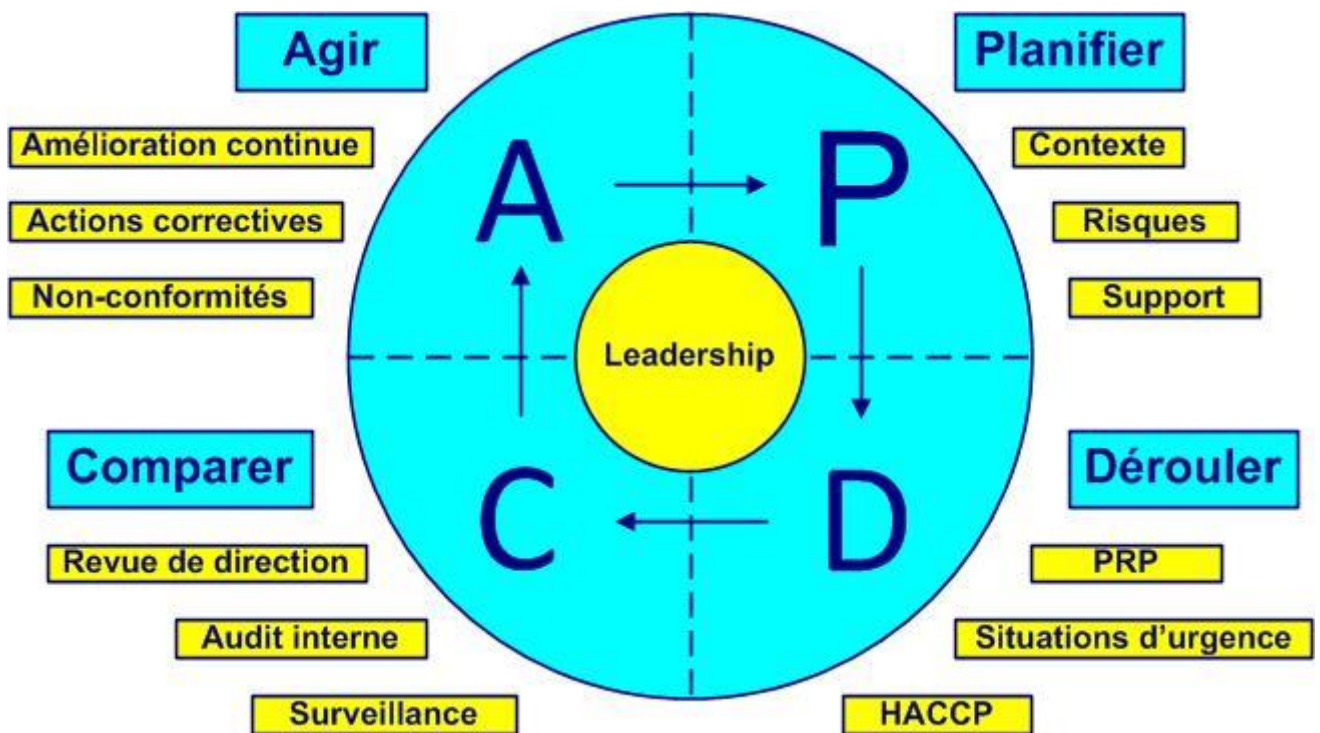 Agir
Planifier
Amélioration continue
Contexte
A
P
Actions correctives
Risques
Non-conformités
Support
Leadership
Comparer
Dérouler
C
D
Revue de direction
PRP
Audit interne
Situations d'urgence
Surveillance
HACCP